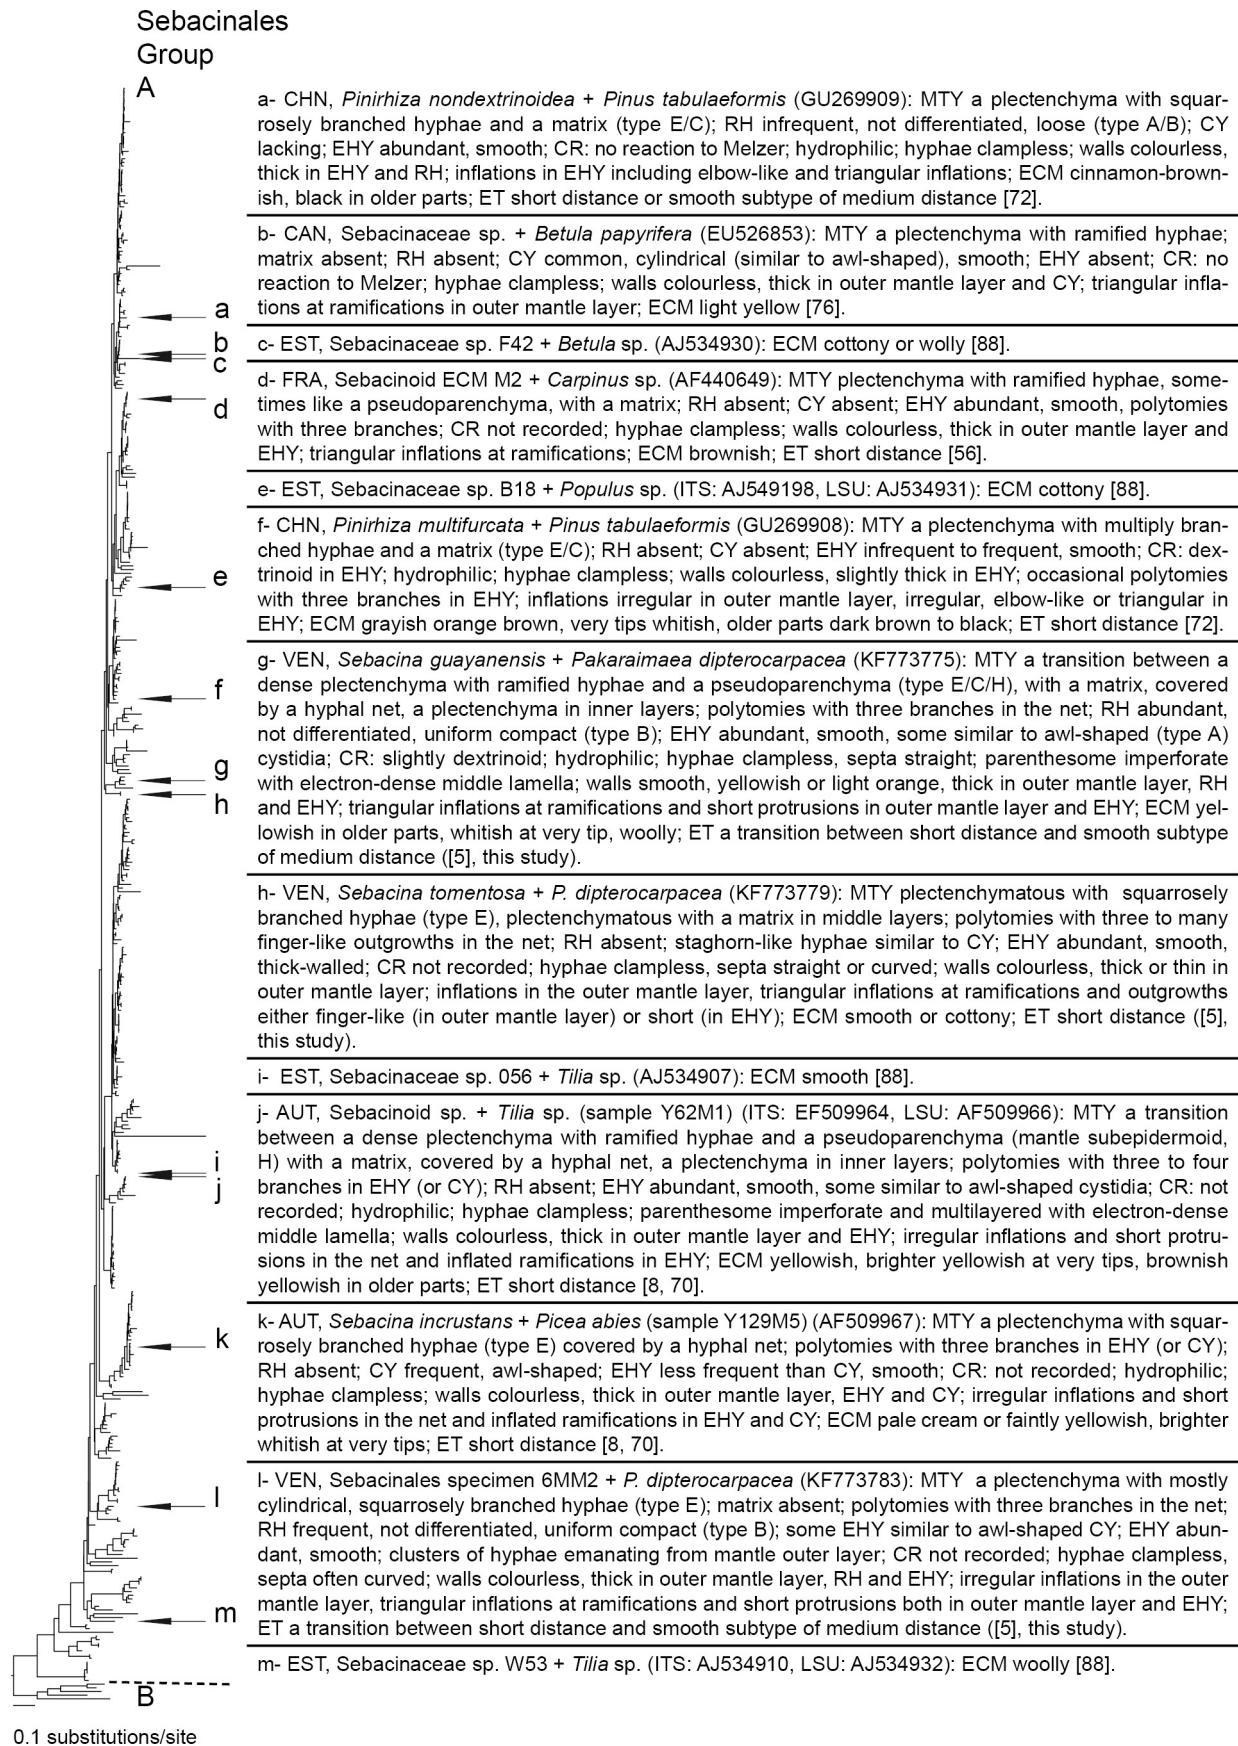 Sebacinales
Group
A
a- CHN, Pinirhiza nondextrinoidea + Pinus tabulaeformis (GU269909): MTY a plectenchyma with squar-
rosely branched hyphae and a matrix (type E/C); RH infrequent, not differentiated, loose (type A/B); CY
lacking; EHY abundant, smooth; CR: no reaction to Melzer; hydrophilic; hyphae clampless; walls colourless,
thick in EHY and RH; inflations in EHY including elbow-like and triangular inflations; ECM cinnamon-brown-
ish, black in older parts; ET short distance or smooth subtype of medium distance [72].
b- CAN, Sebacinaceae sp. + Betula papyrifera (EU526853): MTY a plectenchyma with ramified hyphae;
matrix absent; RH absent; CY common, cylindrical (similar to awl-shaped), smooth; EHY absent; CR: no
reaction to Melzer; hyphae clampless; walls colourless, thick in outer mantle layer and CY; triangular infla-
tions at ramifications in outer mantle layer; ECM light yellow [76].
a
b
c- EST, Sebacinaceae sp. F42 + Betula sp. (AJ534930): ECM cottony or wolly [88].
c
d- FRA, Sebacinoid ECM M2 + Carpinus sp. (AF440649): MTY plectenchyma with ramified hyphae, some-
times like a pseudoparenchyma, with a matrix; RH absent; CY absent; EHY abundant, smooth, polytomies
with three branches; CR not recorded; hyphae clampless; walls colourless, thick in outer mantle layer and
EHY; triangular inflations at ramifications; ECM brownish; ET short distance [56].
d
e- EST, Sebacinaceae sp. B18 + Populus sp. (ITS: AJ549198, LSU: AJ534931): ECM cottony [88].
f- CHN, Pinirhiza multifurcata + Pinus tabulaeformis (GU269908): MTY a plectenchyma with multiply bran-
ched hyphae and a matrix (type E/C); RH absent; CY absent; EHY infrequent to frequent, smooth; CR: dex-
trinoid in EHY; hydrophilic; hyphae clampless; walls colourless, slightly thick in EHY; occasional polytomies
with three branches in EHY; inflations irregular in outer mantle layer, irregular, elbow-like or triangular in
EHY; ECM grayish orange brown, very tips whitish, older parts dark brown to black; ET short distance [72].
e
g- VEN, Sebacina guayanensis + Pakaraimaea dipterocarpacea (KF773775): MTY a transition between a
dense plectenchyma with ramified hyphae and a pseudoparenchyma (type E/C/H), with a matrix, covered
by a hyphal net, a plectenchyma in inner layers; polytomies with three branches in the net; RH abundant,
not differentiated, uniform compact (type B); EHY abundant, smooth, some similar to awl-shaped (type A)
cystidia; CR: slightly dextrinoid; hydrophilic; hyphae clampless, septa straight; parenthesome imperforate
with electron-dense middle lamella; walls smooth, yellowish or light orange, thick in outer mantle layer, RH
and EHY; triangular inflations at ramifications and short protrusions in outer mantle layer and EHY; ECM yel-
lowish in older parts, whitish at very tip, woolly; ET a transition between short distance and smooth subtype
of medium distance ([5], this study).
f
g
h
h- VEN, Sebacina tomentosa + P. dipterocarpacea (KF773779): MTY plectenchymatous with squarrosely
branched hyphae (type E), plectenchymatous with a matrix in middle layers; polytomies with three to many
finger-like outgrowths in the net; RH absent; staghorn-like hyphae similar to CY; EHY abundant, smooth,
thick-walled; CR not recorded; hyphae clampless, septa straight or curved; walls colourless, thick or thin in
outer mantle layer; inflations in the outer mantle layer, triangular inflations at ramifications and outgrowths
either finger-like (in outer mantle layer) or short (in EHY); ECM smooth or cottony; ET short distance ([5],
this study).
i- EST, Sebacinaceae sp. 056 + Tilia sp. (AJ534907): ECM smooth [88].
j- AUT, Sebacinoid sp. + Tilia sp. (sample Y62M1) (ITS: EF509964, LSU: AF509966): MTY a transition
between a dense plectenchyma with ramified hyphae and a pseudoparenchyma (mantle subepidermoid,
H) with a matrix, covered by a hyphal net, a plectenchyma in inner layers; polytomies with three to four
branches in EHY (or CY); RH absent; EHY abundant, smooth, some similar to awl-shaped cystidia; CR: not
recorded; hydrophilic; hyphae clampless; parenthesome imperforate and multilayered with electron-dense
middle lamella; walls colourless, thick in outer mantle layer and EHY; irregular inflations and short protru-
sions in the net and inflated ramifications in EHY; ECM yellowish, brighter yellowish at very tips, brownish
yellowish in older parts; ET short distance [8, 70].
i
j
k- AUT, Sebacina incrustans + Picea abies (sample Y129M5) (AF509967): MTY a plectenchyma with squar-
rosely branched hyphae (type E) covered by a hyphal net; polytomies with three branches in EHY (or CY);
RH absent; CY frequent, awl-shaped; EHY less frequent than CY, smooth; CR: not recorded; hydrophilic;
hyphae clampless; walls colourless, thick in outer mantle layer, EHY and CY; irregular inflations and short
protrusions in the net and inflated ramifications in EHY and CY; ECM pale cream or faintly yellowish, brighter
whitish at very tips; ET short distance [8, 70].
k
l- VEN, Sebacinales specimen 6MM2 + P. dipterocarpacea (KF773783): MTY a plectenchyma with mostly
cylindrical, squarrosely branched hyphae (type E); matrix absent; polytomies with three branches in the net;
RH frequent, not differentiated, uniform compact (type B); some EHY similar to awl-shaped CY; EHY abun-
dant, smooth; clusters of hyphae emanating from mantle outer layer; CR not recorded; hyphae clampless,
septa often curved; walls colourless, thick in outer mantle layer, RH and EHY; irregular inflations in the outer
mantle layer, triangular inflations at ramifications and short protrusions both in outer mantle layer and EHY;
ET a transition between short distance and smooth subtype of medium distance ([5], this study).
l
m
m- EST, Sebacinaceae sp. W53 + Tilia sp. (ITS: AJ534910, LSU: AJ534932): ECM woolly [88].
B
0.1 substitutions/site